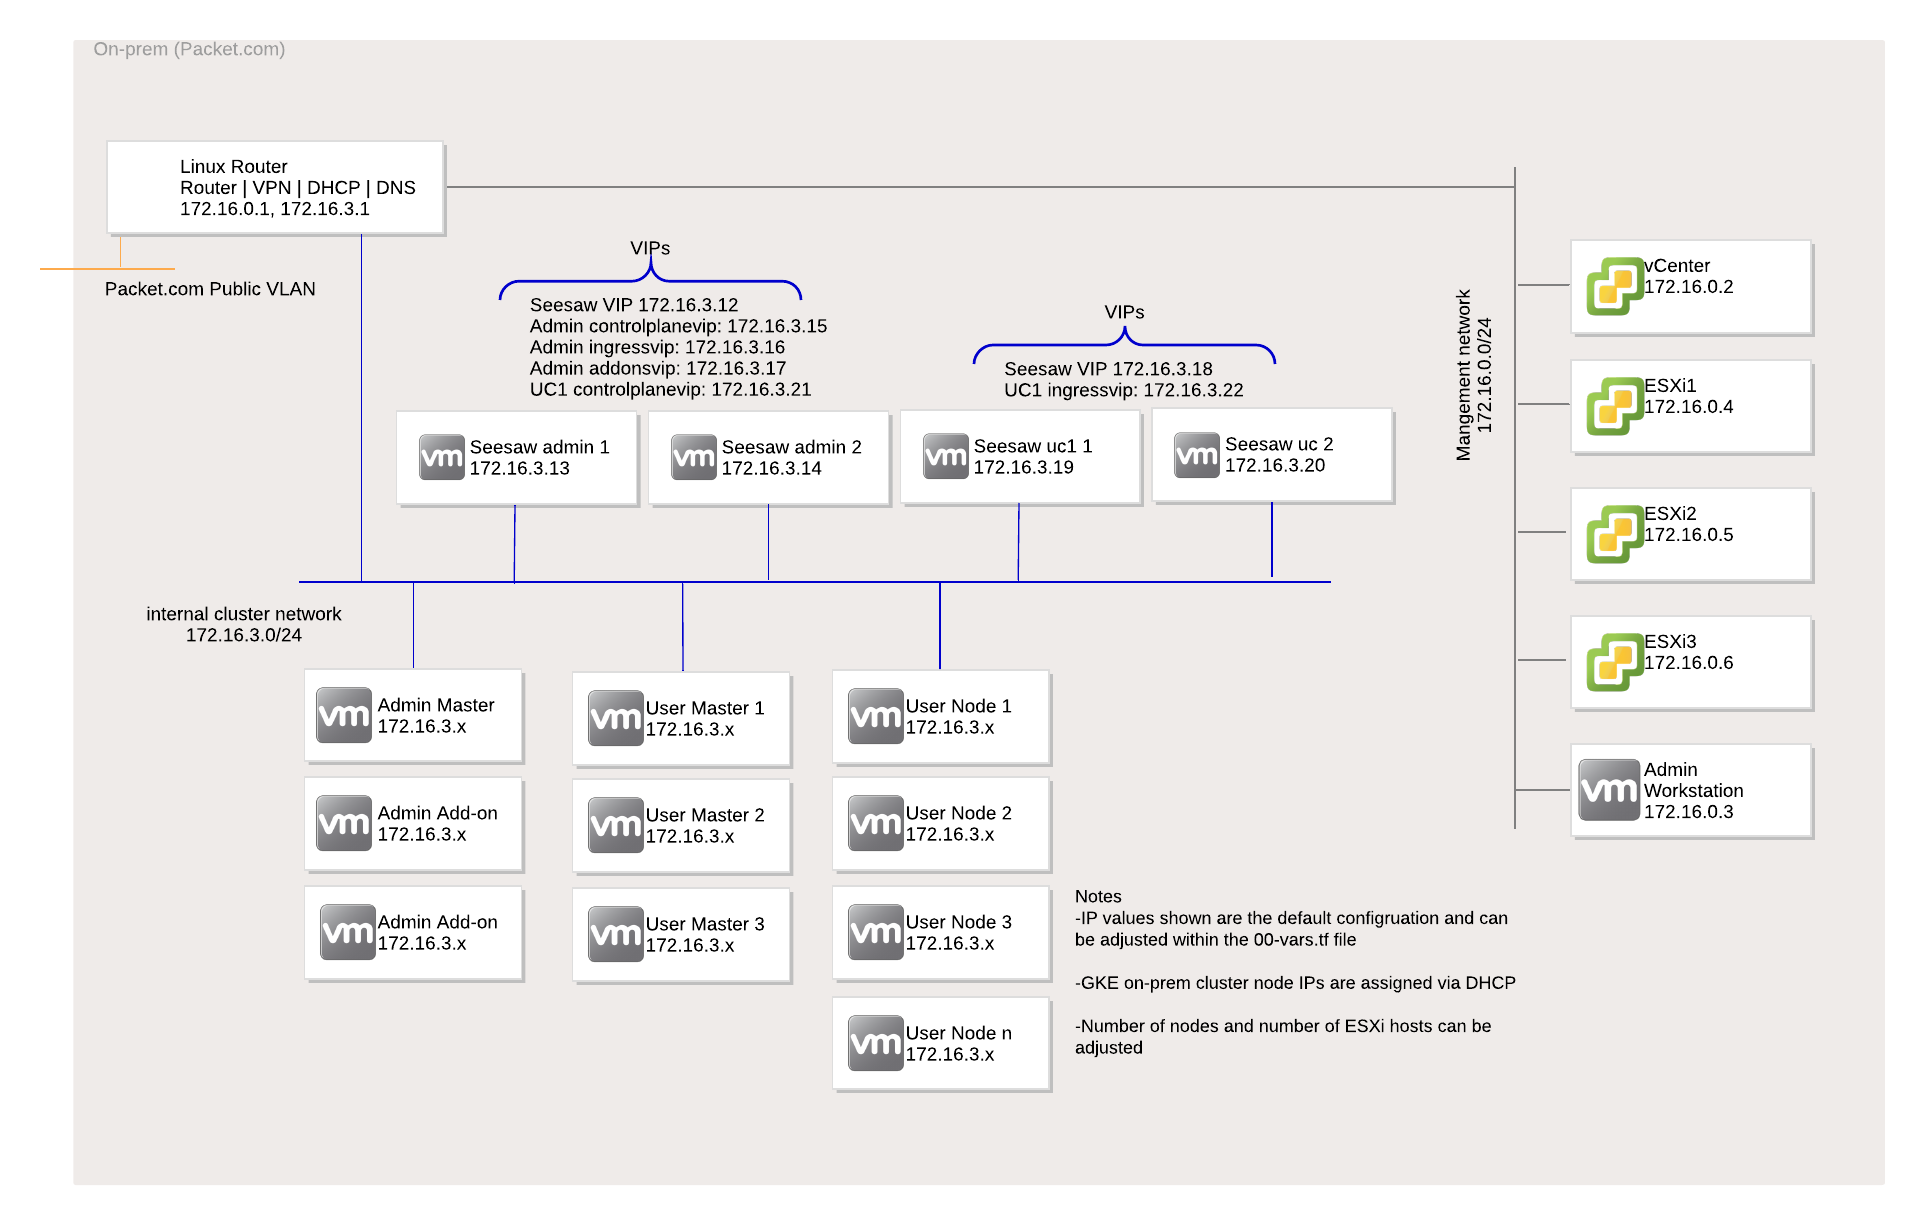 On-prem (Packet.com)
Linux Router
Router | VPN | DHCP | DNS
172.16.0.1, 172.16.3.1
Packet.com Public VLAN
VIPs
Seesaw VIP 172.16.3.12
Admin controlplanevip: 172.16.3.15
Admin ingressvip: 172.16.3.16
Admin addonsvip: 172.16.3.17
UC1 controlplanevip: 172.16.3.21
VIPs
Seesaw VIP 172.16.3.18
UC1 ingressvip: 172.16.3.22
vm
Seesaw admin 1
172.16.3.13
vm
Seesaw admin 2
172.16.3.14
vm
Seesaw uc1 1
172.16.3.19
vm
Seesaw uc 2
172.16.3.20
internal cluster network
172.16.3.0/24
vm
Admin Master
172.16.3.x
vm
Admin Add-on
172.16.3.x
vm
Admin Add-on
172.16.3.x
vm
User Master 1
172.16.3.x
vm
User Master 2
172.16.3.x
vm
User Master 3
172.16.3.x
vm
User Node 1
172.16.3.x
vm
User Node 2
172.16.3.x
vm
User Node 3
172.16.3.x
vm
User Node n
172.16.3.x
Mangement network
172.16.0.0/24
vCenter
172.16.0.2
ESXi1
172.16.0.4
ESXi2
172.16.0.5
ESXi3
172.16.0.6
vm
Admin
Workstation
172.16.0.3
Notes
-IP values shown are the default configruation and can
be adjusted within the 00-vars.tf file
-GKE on-prem cluster node IPs are assigned via DHCP
-Number of nodes and number of ESXi hosts can be
adjusted